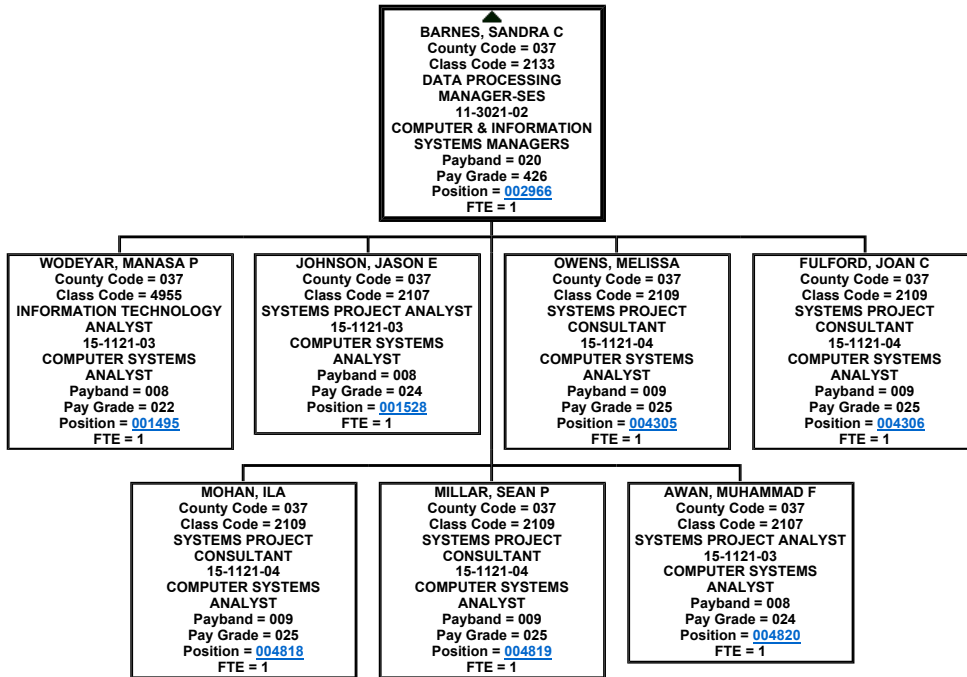 BARNES, SANDRA C
County Code = 037
Class Code = 2133
DATA PROCESSING
MANAGER-SES
11-3021-02
COMPUTER & INFORMATION
SYSTEMS MANAGERS
Payband = 020
Pay Grade = 426
Position = 002966
FTE = 1
WODEYAR, MANASA P
County Code = 037
Class Code = 4955
INFORMATION TECHNOLOGY
ANALYST
15-1121-03
COMPUTER SYSTEMS
ANALYST
Payband = 008
Pay Grade = 022
Position = 001495
FTE = 1
JOHNSON, JASON E
County Code = 037
Class Code = 2107
SYSTEMS PROJECT ANALYST
15-1121-03
COMPUTER SYSTEMS
ANALYST
Payband = 008
Pay Grade = 024
Position = 001528
FTE = 1
OWENS, MELISSA
County Code = 037
Class Code = 2109
SYSTEMS PROJECT
CONSULTANT
15-1121-04
COMPUTER SYSTEMS
ANALYST
Payband = 009
Pay Grade = 025
Position = 004305
FTE = 1
FULFORD, JOAN C
County Code = 037
Class Code = 2109
SYSTEMS PROJECT
CONSULTANT
15-1121-04
COMPUTER SYSTEMS
ANALYST
Payband = 009
Pay Grade = 025
Position = 004306
FTE = 1
MOHAN, ILA
County Code = 037
Class Code = 2109
SYSTEMS PROJECT
CONSULTANT
15-1121-04
COMPUTER SYSTEMS
ANALYST
Payband = 009
Pay Grade = 025
Position = 004818
FTE = 1
MILLAR, SEAN P
County Code = 037
Class Code = 2109
SYSTEMS PROJECT
CONSULTANT
15-1121-04
COMPUTER SYSTEMS
ANALYST
Payband = 009
Pay Grade = 025
Position = 004819
FTE = 1
AWAN, MUHAMMAD F
County Code = 037
Class Code = 2107
SYSTEMS PROJECT ANALYST
15-1121-03
COMPUTER SYSTEMS
ANALYST
Payband = 008
Pay Grade = 024
Position = 004820
FTE = 1